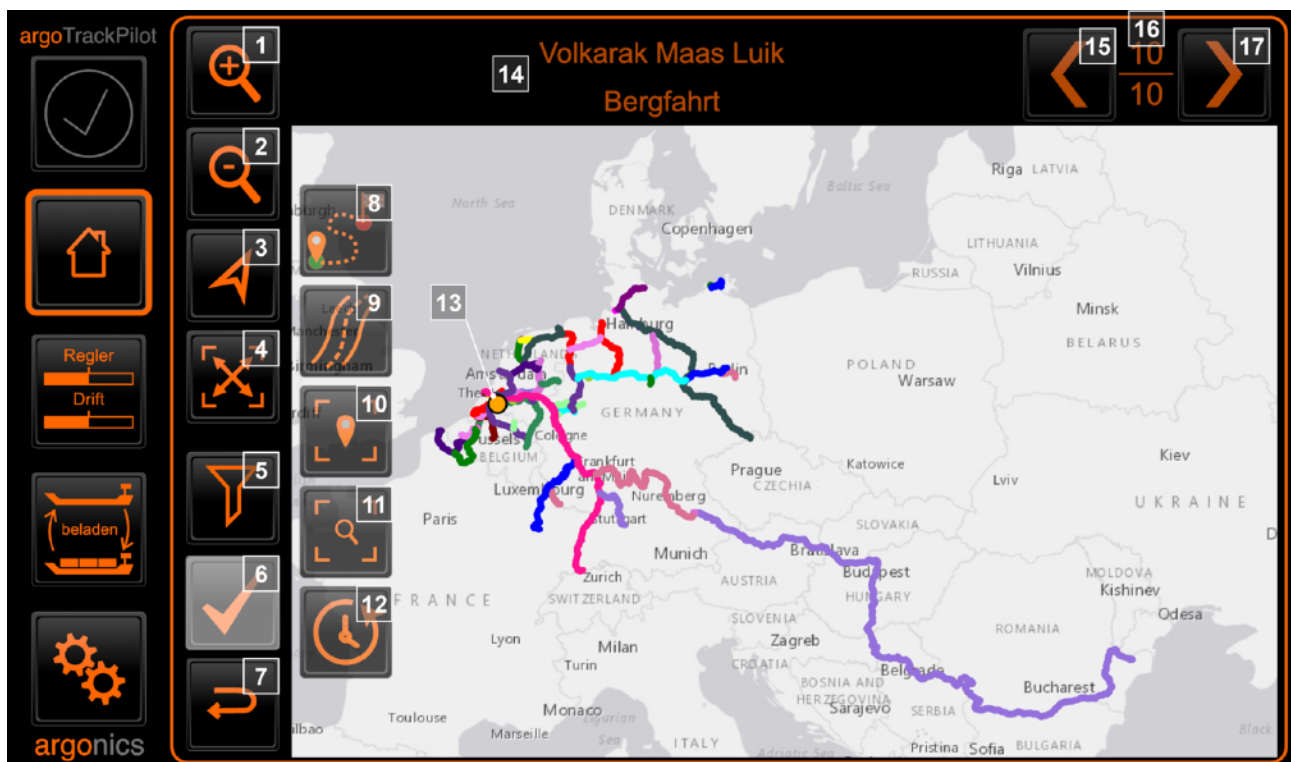 argoTrackPilot
1
Volkarak Maas Luik
14
Bergfahrt
15
16
10
10
17
2
3
4
5
6
7
8
9
10
11
12
13
Regler
Drift
beladen
argonics
Riga LATVIA
Baltic Sea
North Sea
DENMARK
Copenhagen
LITHUANIA
Vilnius
RUSSIA
Minsk
BELARUS
Hamburg
POLAND
Warsaw
Amsterdam
GERMANY
Cologne
BELGIUM
Kiev
Prague
CZECHIA
Katowice
Lviv
Luxembourg
Nuremberg
UKRAINE
Paris
Stuttgart
SLOVAKIA
Munich
Bratislava
Budapest
HUNGARY
MOLDOVA
Kishinev
Zurich
AUSTRIA
FRANCE
SWITZERLAND
SLOVENIA
Odesa
Lyon
Milan
Zagreb
ROMANIA
Turin
CROATIA
Belgrade
BOSNIA AND
HERZEGOVINA
Bucharest
Monaco
Sarajevo
SERBIA
Toulouse
Ligurian
Sea
Marseille
ITALY
Adriatic Sea
Pristina
Sofia
BULGARIA
Black